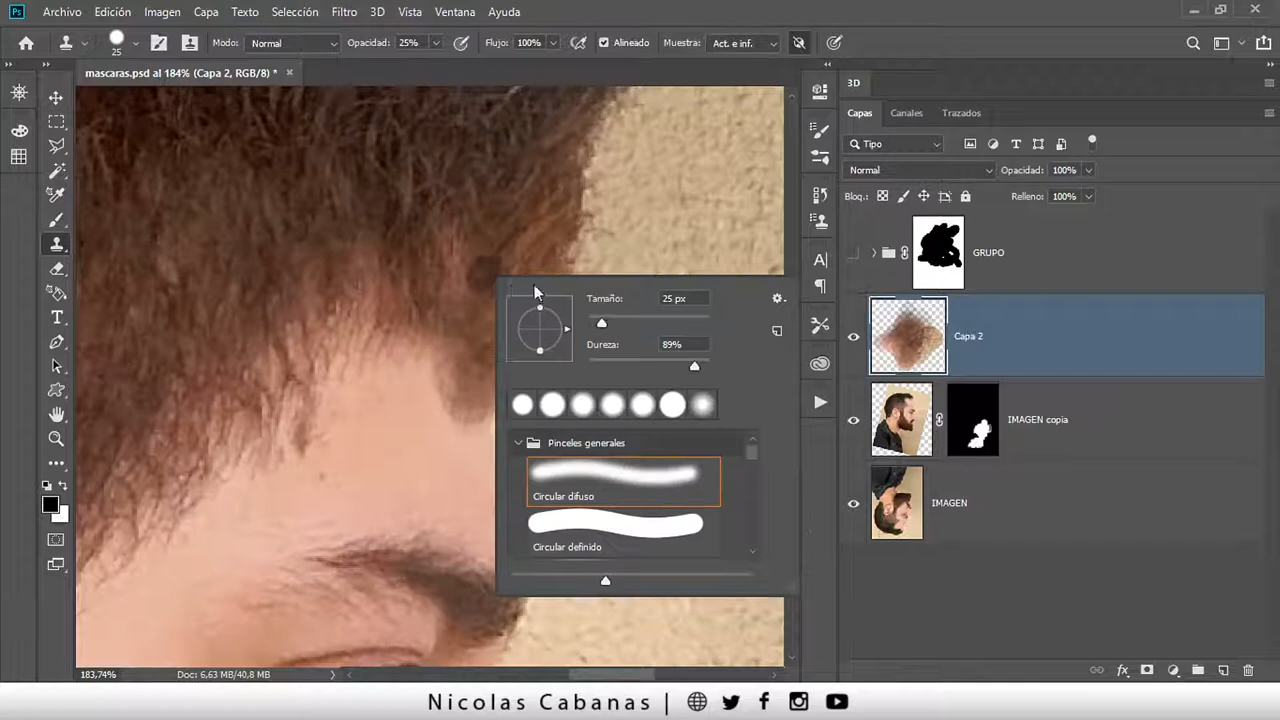 Ps Archivo Edición Imagen Capa Texto Selección Filtro 3D Vista Ventana Ayuda
25 Modo: Normal Opacidad: 25% Flujo: 100% Alineado Muestra: Act. e inf.
mascaras.psd al 184% (Capa 2, RGB/8) *
3D
Capas Canales Trazados
Tipo
Normal Opacidad: 100%
Bloq.: Relleno: 100%
GRUPO
Tamaño: 25 px
Dureza: 89%
Capa 2
IMAGEN copia
Pinceles generales
Circular difuso
IMAGEN
Circular definido
183,74% Doc: 6,63 MB/40,8 MB
Nicolas Cabanas |